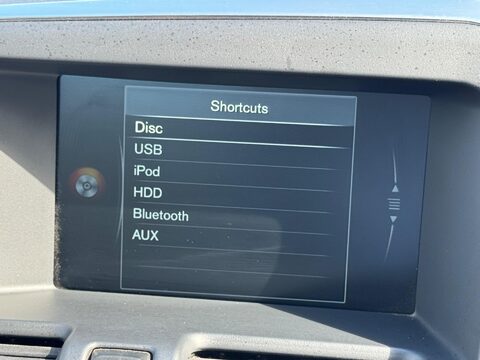 Shortcuts
Disc
USB
iPod
HDD
Bluetooth
AUX